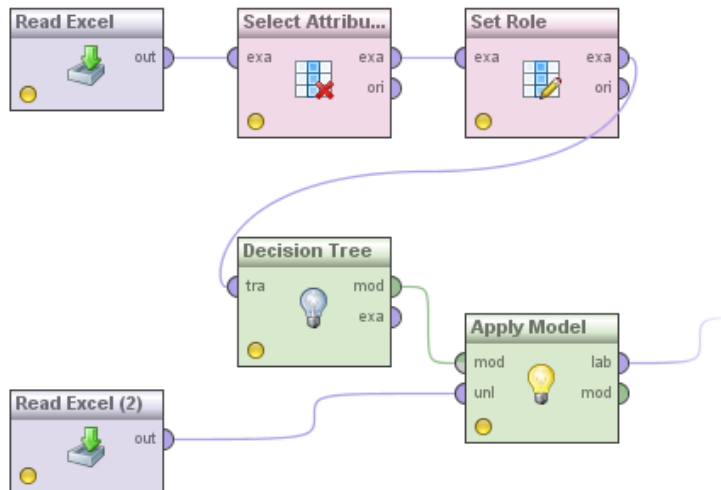 Read Excel
out
Select Attribu...
exa exa
ori
Set Role
exa exa
ori
Decision Tree
tra mod
exa
Apply Model
mod lab
unl mod
Read Excel (2)
out